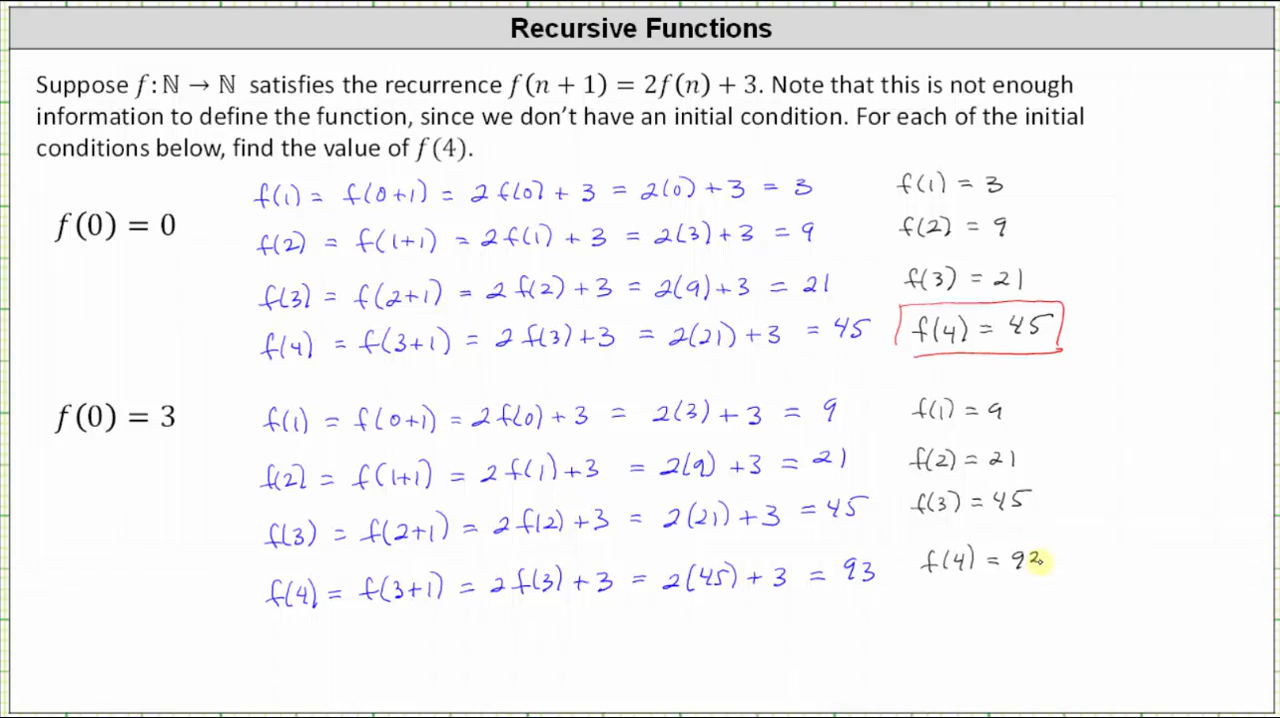 Recursive Functions
Suppose f: ℕ → ℕ satisfies the recurrence f(n + 1) = 2f(n) + 3. Note that this is not enough
information to define the function, since we don't have an initial condition. For each of the initial
conditions below, find the value of f(4).
f(0) = 0
f(1) = f(0+1) = 2f(0) + 3 = 2(0) + 3 = 3
f(1) = 3
f(2) = f(1+1) = 2f(1) + 3 = 2(3) + 3 = 9
f(2) = 9
f(3) = f(2+1) = 2f(2) + 3 = 2(9) + 3 = 21
f(3) = 21
f(4) = f(3+1) = 2f(3) + 3 = 2(21) + 3 = 45
f(4) = 45
f(0) = 3
f(1) = f(0+1) = 2f(0) + 3 = 2(3) + 3 = 9
f(1) = 9
f(2) = f(1+1) = 2f(1) + 3 = 2(9) + 3 = 21
f(2) = 21
f(3) = f(2+1) = 2f(2) + 3 = 2(21) + 3 = 45
f(3) = 45
f(4) = f(3+1) = 2f(3) + 3 = 2(45) + 3 = 93
f(4) = 93